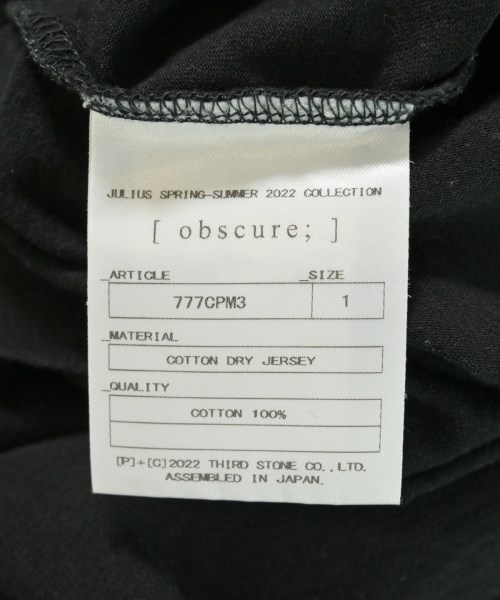 JULIUS SPRING-SUMMER 2022 COLLECTION
[ obscure; ]
_ARTICLE _SIZE
777CPM3 1
_MATERIAL
COTTON DRY JERSEY
_QUALITY
COTTON 100%
[P]+[C]2022 THIRD STONE CO.,LTD.
ASSEMBLED IN JAPAN.